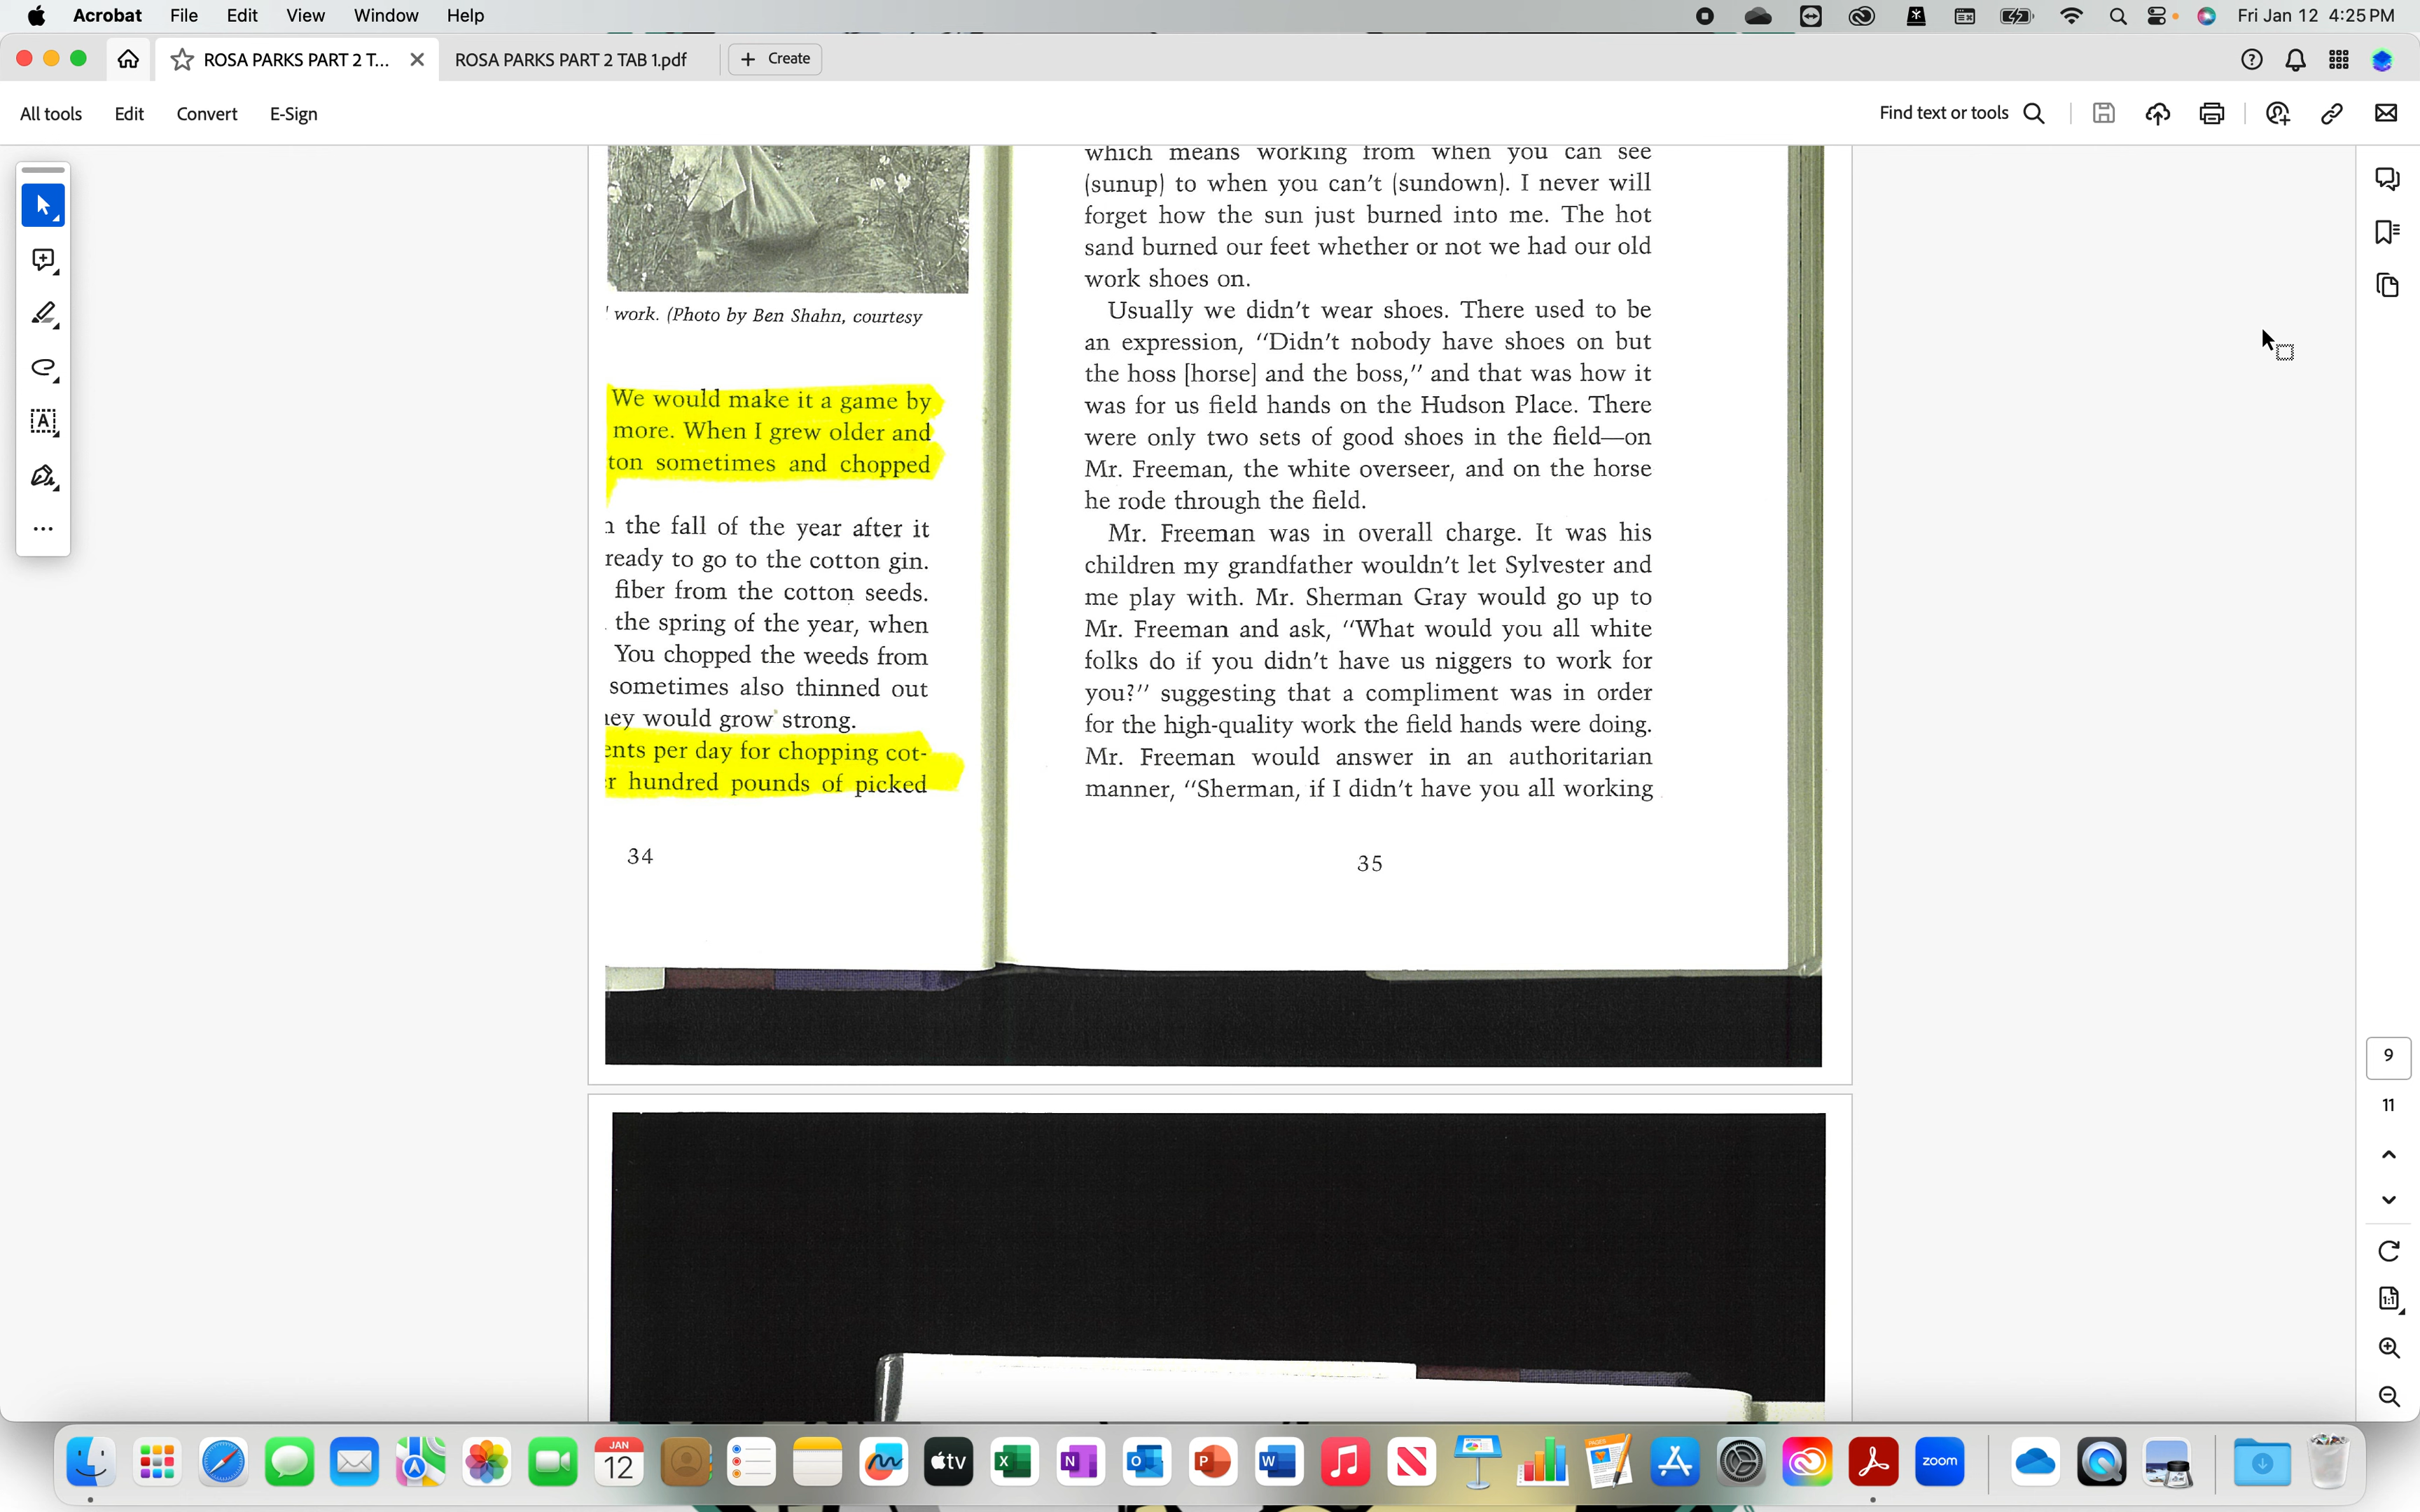 Acrobat File Edit View Window Help
Fri Jan 12 4:25 PM
ROSA PARKS PART 2 T...
ROSA PARKS PART 2 TAB 1.pdf
Create
All tools
Edit
Convert
E-Sign
Find text or tools
work. (Photo by Ben Shahn, courtesy
We would make it a game by
more. When I grew older and
ton sometimes and chopped
the fall of the year after it
ready to go to the cotton gin.
fiber from the cotton seeds.
the spring of the year, when
You chopped the weeds from
sometimes also thinned out
ey would grow strong.
ents per day for chopping cot-
r hundred pounds of picked
34
which means working from when you can see
(sunup) to when you can't (sundown). I never will
forget how the sun just burned into me. The hot
sand burned our feet whether or not we had our old
work shoes on.
Usually we didn't wear shoes. There used to be
an expression, "Didn't nobody have shoes on but
the hoss [horse] and the boss," and that was how it
was for us field hands on the Hudson Place. There
were only two sets of good shoes in the field—on
Mr. Freeman, the white overseer, and on the horse
he rode through the field.
Mr. Freeman was in overall charge. It was his
children my grandfather wouldn't let Sylvester and
me play with. Mr. Sherman Gray would go up to
Mr. Freeman and ask, "What would you all white
folks do if you didn't have us niggers to work for
you?" suggesting that a compliment was in order
for the high-quality work the field hands were doing.
Mr. Freeman would answer in an authoritarian
manner, "Sherman, if I didn't have you all working
35
9
11
1:1
JAN
12
tv
X
N
O
P
W
PAGES
zoom